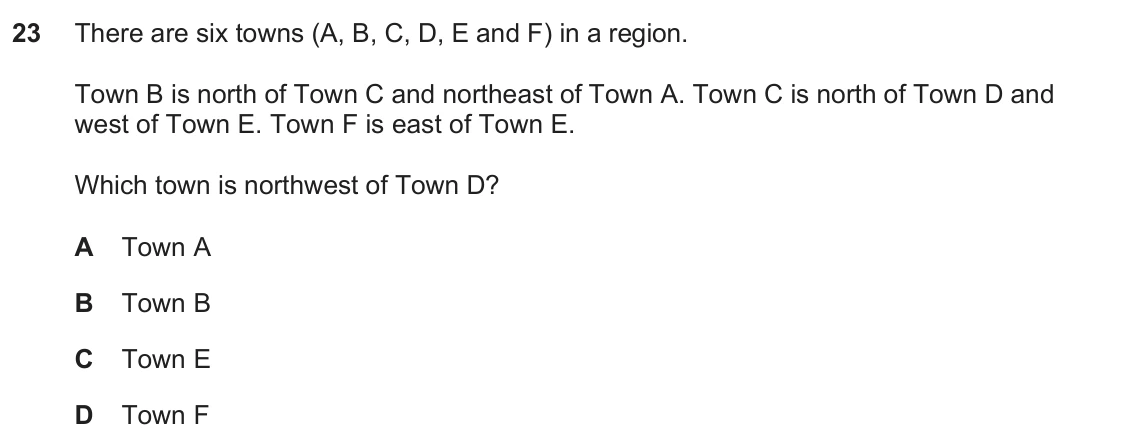 23 There are six towns (A, B, C, D, E and F) in a region.
Town B is north of Town C and northeast of Town A. Town C is north of Town D and
west of Town E. Town F is east of Town E.
Which town is northwest of Town D?
A Town A
B Town B
C Town E
D Town F